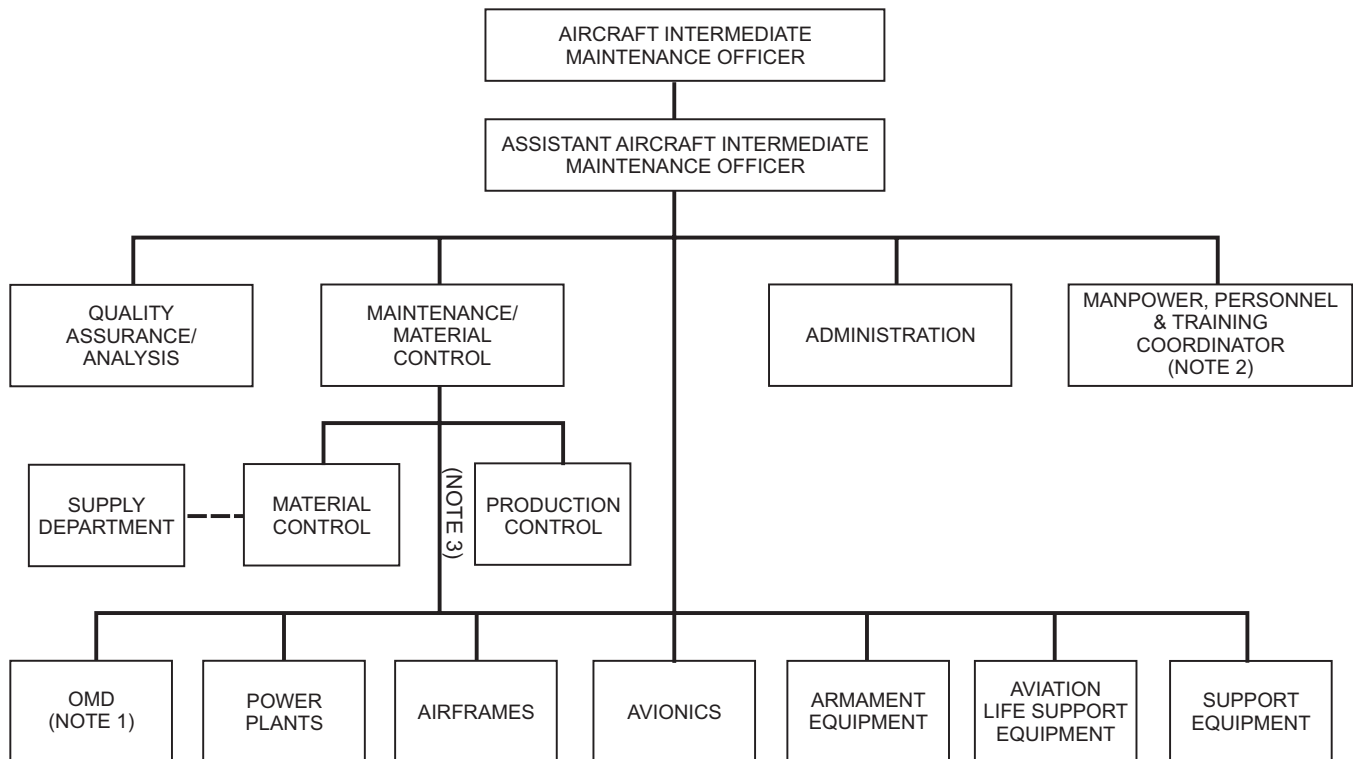 AIRCRAFT INTERMEDIATE
MAINTENANCE OFFICER
ASSISTANT AIRCRAFT INTERMEDIATE
MAINTENANCE OFFICER
QUALITY
ASSURANCE/
ANALYSIS
MAINTENANCE/
MATERIAL
CONTROL
ADMINISTRATION
MANPOWER, PERSONNEL
& TRAINING
COORDINATOR
(NOTE 2)
SUPPLY
DEPARTMENT
MATERIAL
CONTROL
(NOTE 3)
PRODUCTION
CONTROL
OMD
(NOTE 1)
POWER
PLANTS
AIRFRAMES
AVIONICS
ARMAMENT
EQUIPMENT
AVIATION
LIFE SUPPORT
EQUIPMENT
SUPPORT
EQUIPMENT